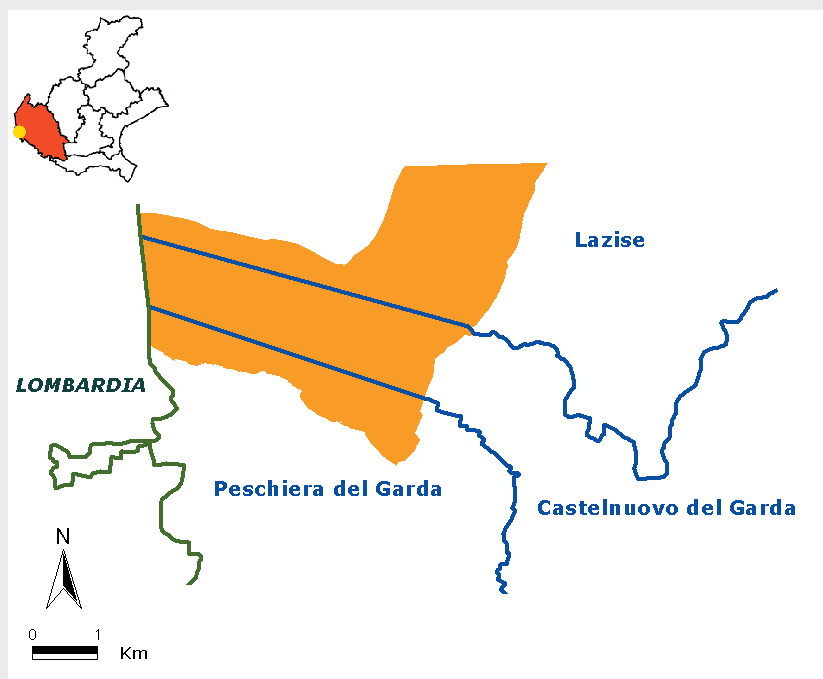 Lazise
LOMBARDIA
Peschiera del Garda
Castelnuovo del Garda
N
0 1
Km